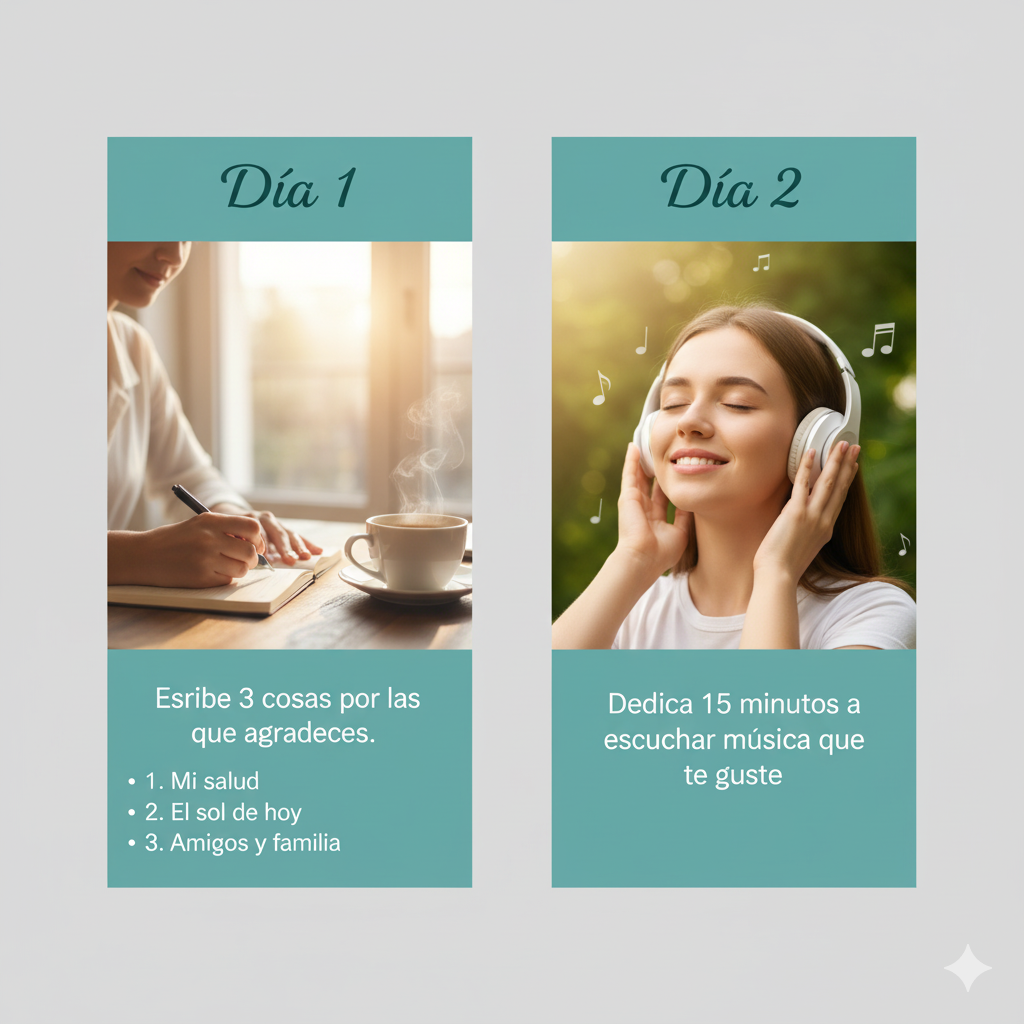 Día 1
Esribe 3 cosas por las
que agradeces.
• 1. Mi salud
• 2. El sol de hoy
• 3. Amigos y familia
Día 2
Dedica 15 minutos a
escuchar música que
te guste